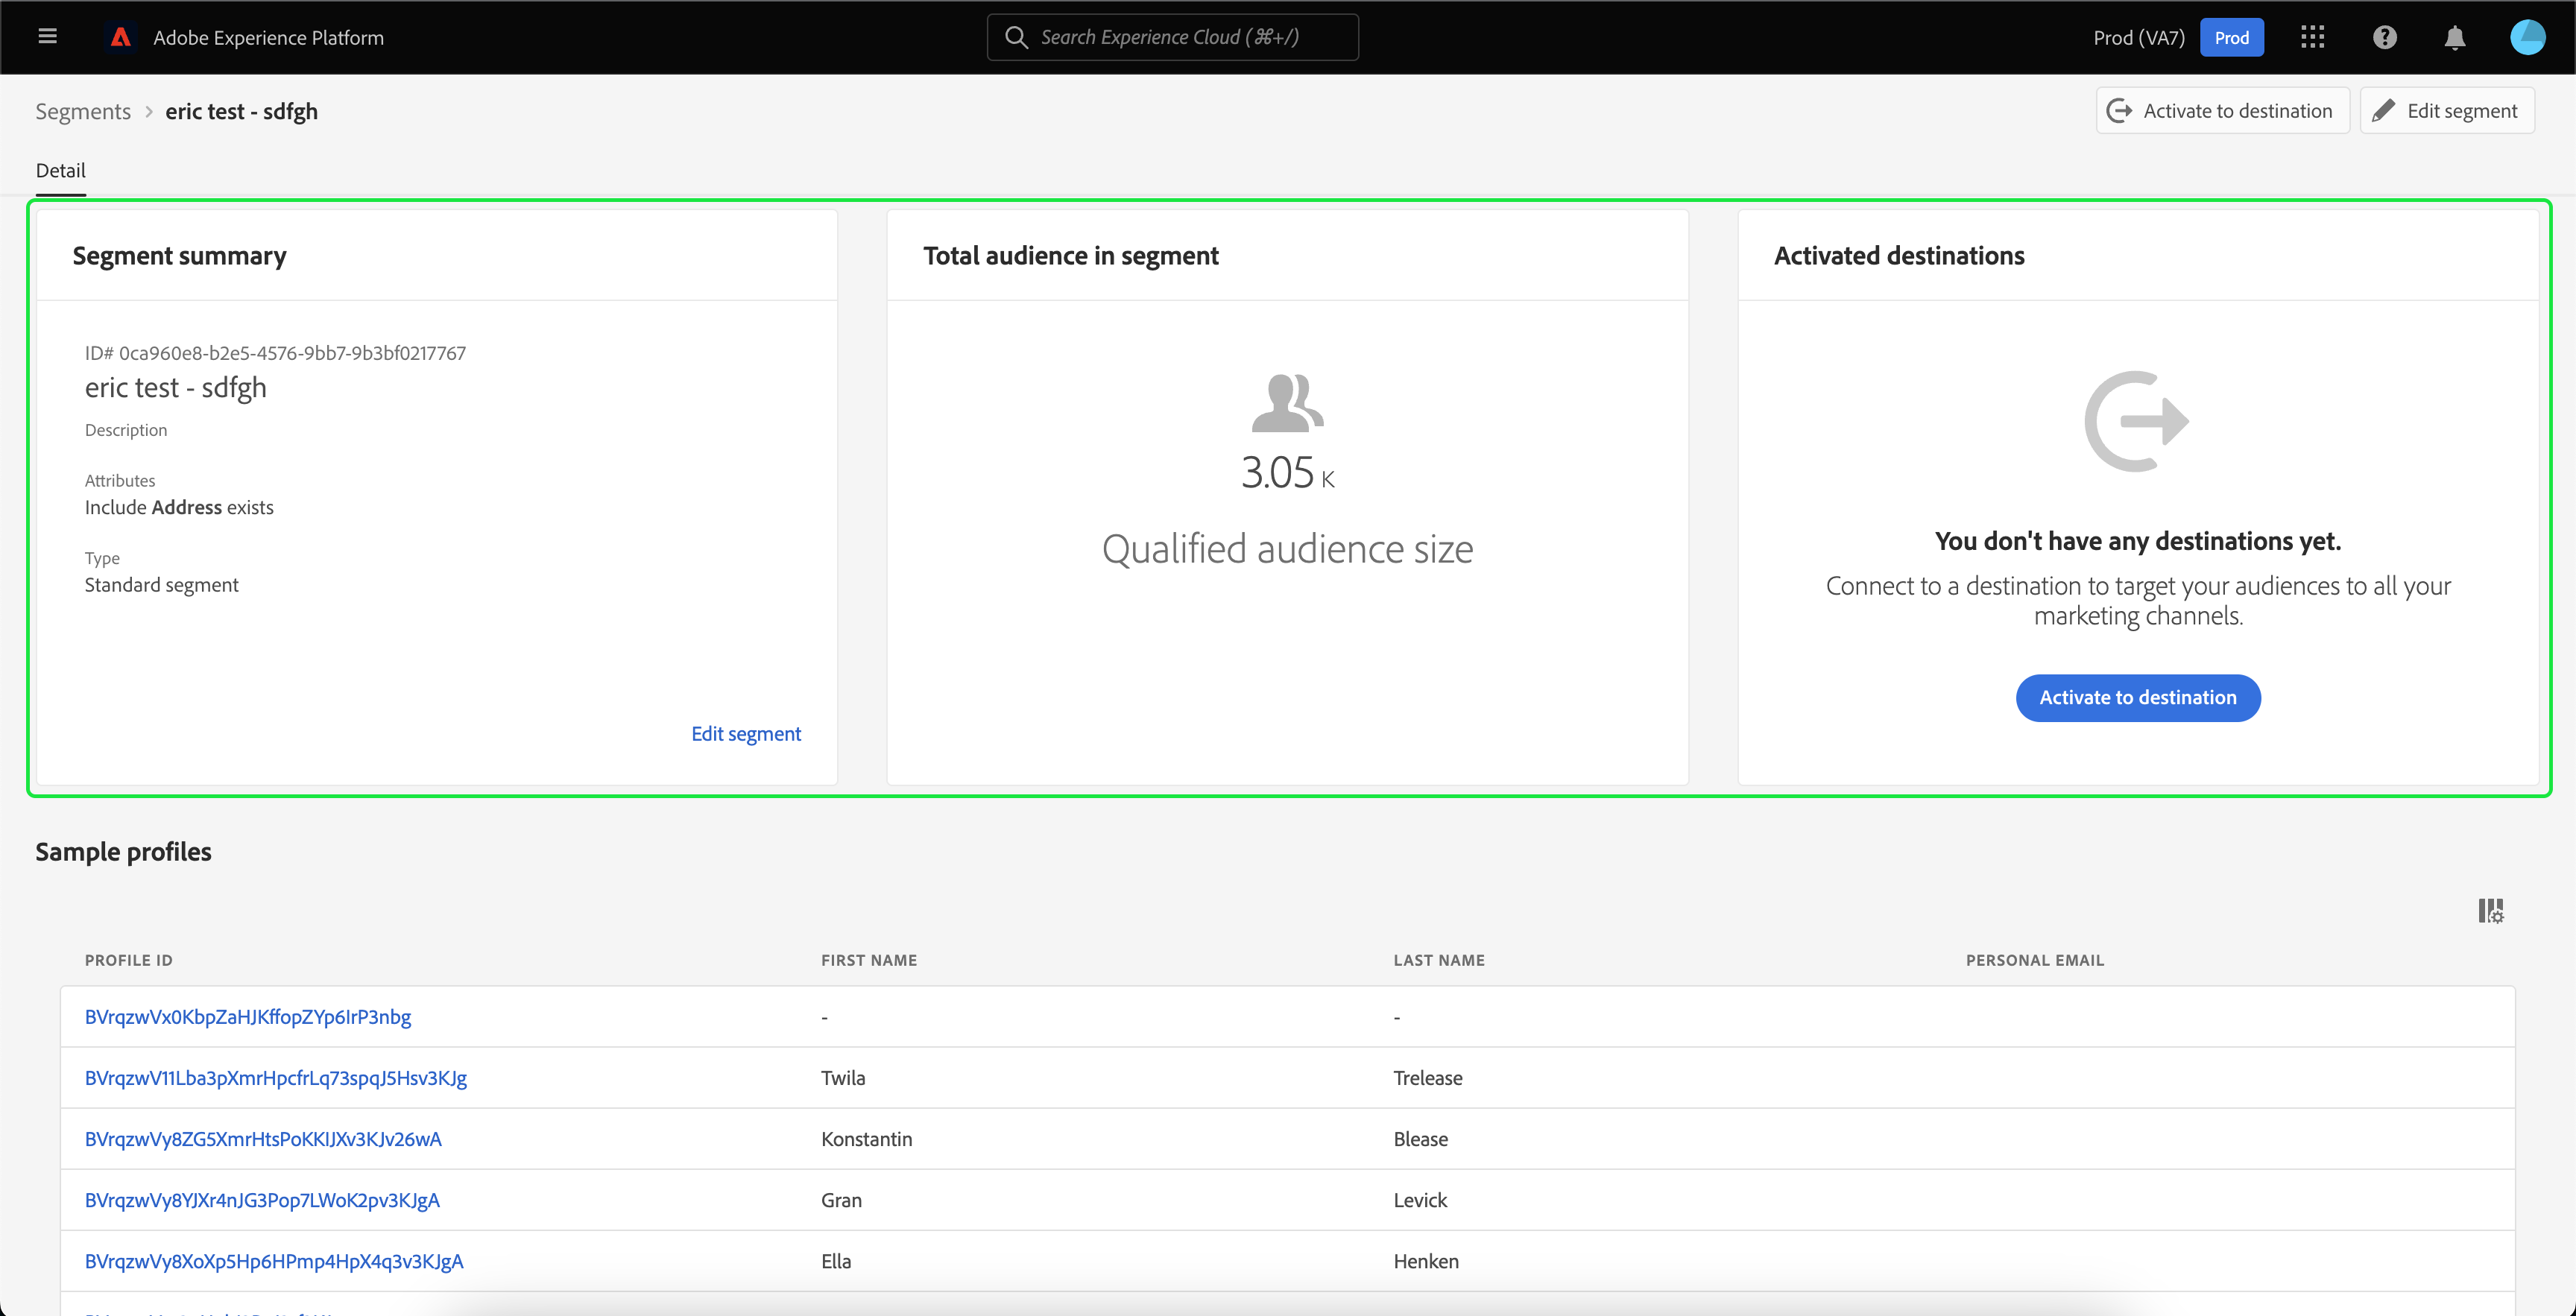 Adobe Experience Platform
Search Experience Cloud (⌘+/)
Prod (VA7)
Prod
Segments > eric test - sdfgh
Activate to destination
Edit segment
Detail
Segment summary
ID# 0ca960e8-b2e5-4576-9bb7-9b3bf0217767
eric test - sdfgh
Description
Attributes
Include Address exists
Type
Standard segment
Edit segment
Total audience in segment
3.05 K
Qualified audience size
Activated destinations
You don't have any destinations yet.
Connect to a destination to target your audiences to all your
marketing channels.
Activate to destination
Sample profiles
PROFILE ID FIRST NAME LAST NAME PERSONAL EMAIL
BVrqzwVx0KbpZaHJKffopZYp6IrP3nbg - -
BVrqzwV11Lba3pXmrHpcfrLq73spqJ5Hsv3KJg Twila Trelease
BVrqzwVy8ZG5XmrHtsPoKKIJXv3KJv26wA Konstantin Blease
BVrqzwVy8YJXr4nJG3Pop7LWoK2pv3KJgA Gran Levick
BVrqzwVy8XoXp5Hp6HPmp4HpX4q3v3KJgA Ella Henken